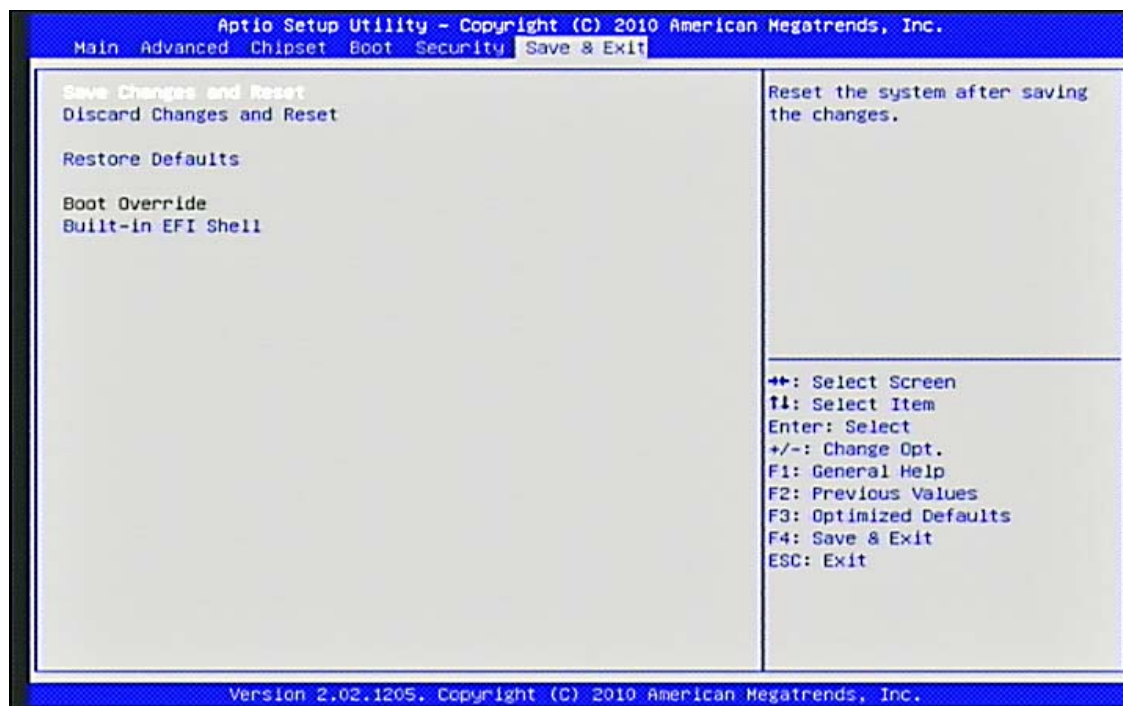 Aptio Setup Utility - Copyright (C) 2010 American Megatrends, Inc.
Main Advanced Chipset Boot Security Save & Exit
Save Changes and Reset
Discard Changes and Reset
Restore Defaults
Boot Override
Built-in EFI Shell
Reset the system after saving
the changes.
→←: Select Screen
↑↓: Select Item
Enter: Select
+/-: Change Opt.
F1: General Help
F2: Previous Values
F3: Optimized Defaults
F4: Save & Exit
ESC: Exit
Version 2.02.1205. Copyright (C) 2010 American Megatrends, Inc.